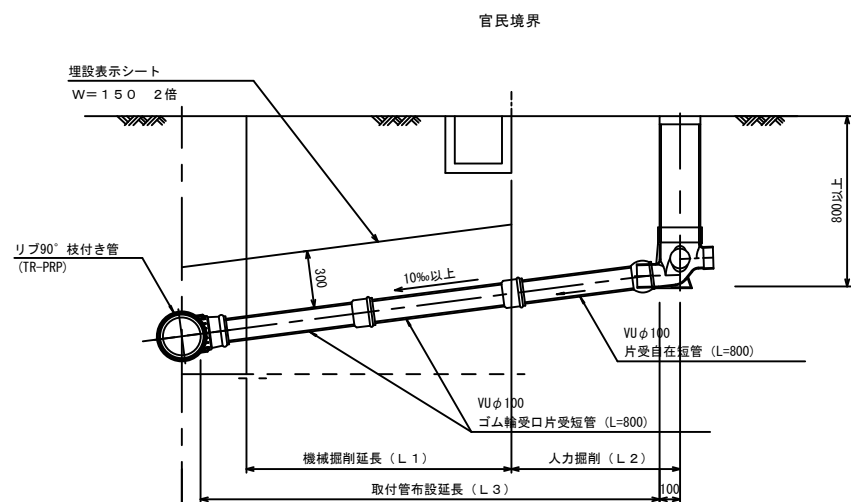 官民境界
埋設表示シート
W=150 2倍
800以上
リブ90°枝付き管
(TR-PRP)
300
10‰以上
VUφ100
片受自在短管 (L=800)
VUφ100
ゴム輪受口片受短管 (L=800)
機械掘削延長(L1)
人力掘削(L2)
取付管布設延長(L3)
100